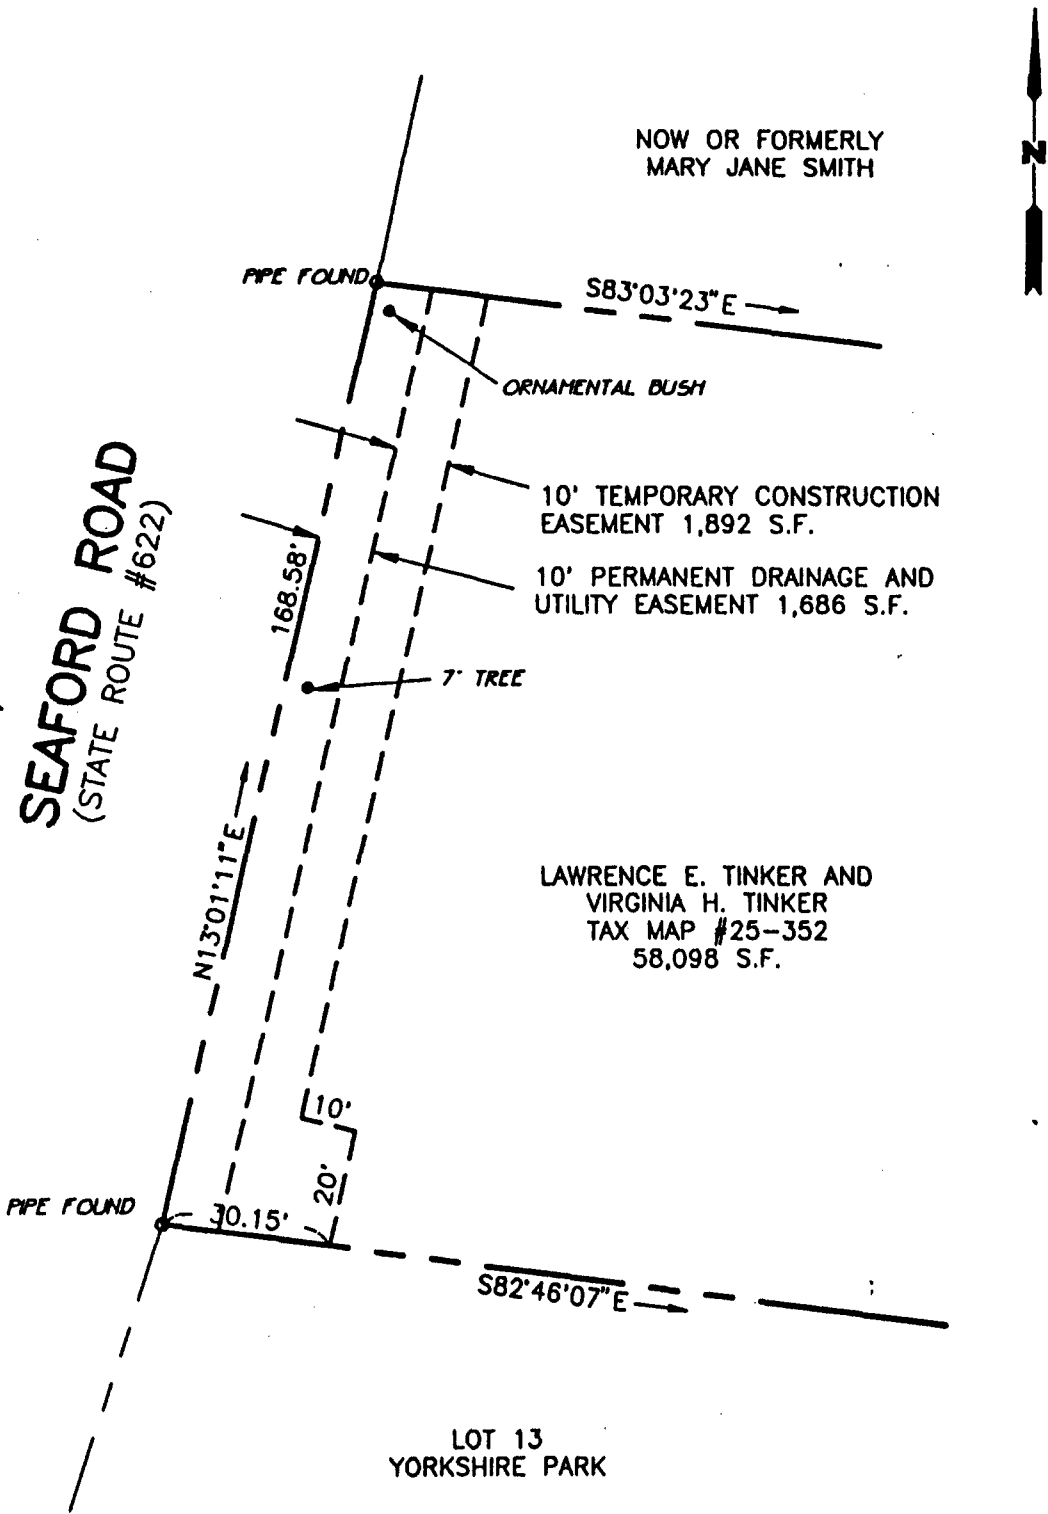 NOW OR FORMERLY
MARY JANE SMITH
N
PIPE FOUND
S83°03'23"E
ORNAMENTAL BUSH
SEAFORD ROAD
(STATE ROUTE #622)
10' TEMPORARY CONSTRUCTION
EASEMENT 1,892 S.F.
10' PERMANENT DRAINAGE AND
UTILITY EASEMENT 1,686 S.F.
168.58'
7" TREE
N13°01'11"E
LAWRENCE E. TINKER AND
VIRGINIA H. TINKER
TAX MAP #25-352
58,098 S.F.
10'
20'
PIPE FOUND
30.15'
S82°46'07"E
LOT 13
YORKSHIRE PARK